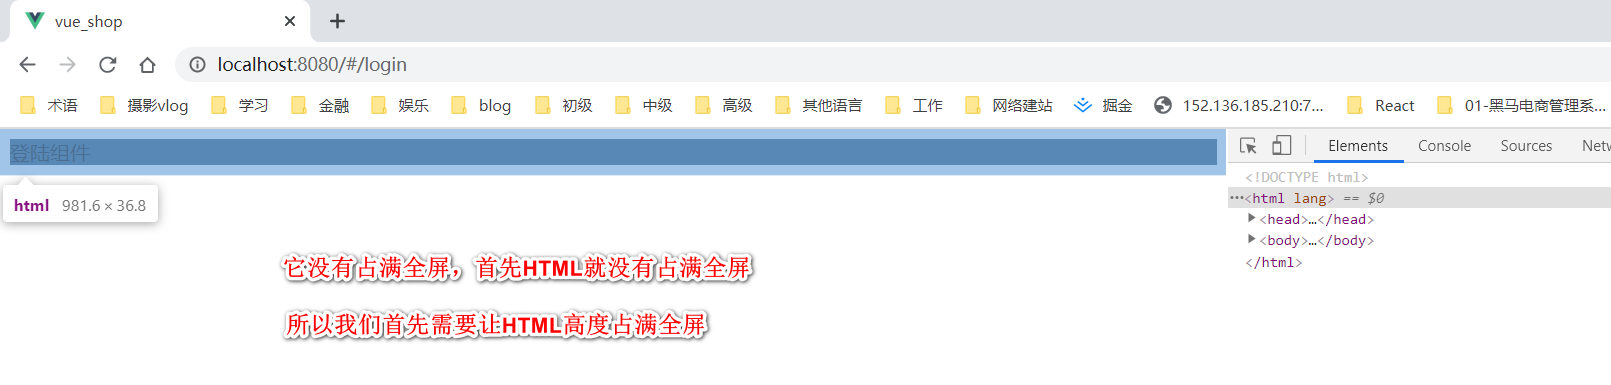 vue_shop
localhost:8080/#/login
术语 摄影vlog 学习 金融 娱乐 blog 初级 中级 高级 其他语言 工作 网络建站 掘金 152.136.185.210:7... React 01-黑马电商管理系...
登陆组件
Elements Console Sources Netw
<!DOCTYPE html>
html 981.6 × 36.8
···<html lang> == $0
<head>…</head>
<body>…</body>
</html>
它没有占满全屏，首先HTML就没有占满全屏
所以我们首先需要让HTML高度占满全屏